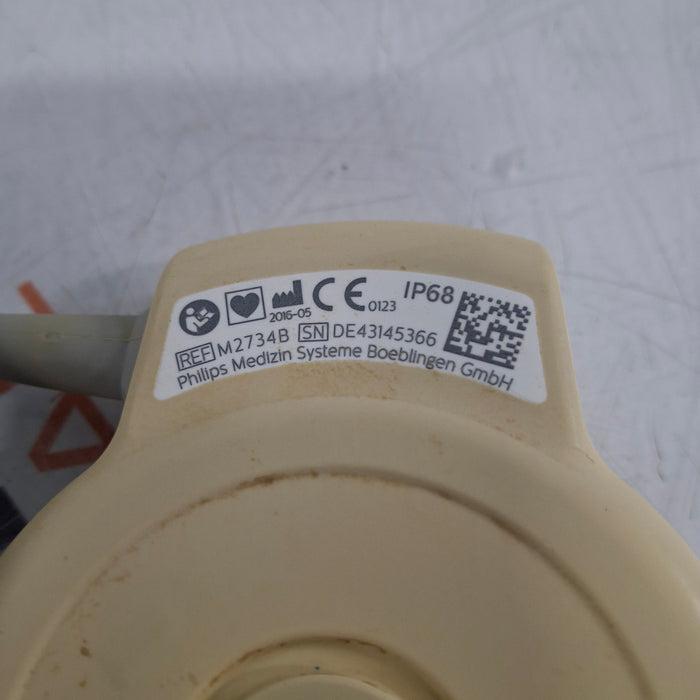 CE 0123 IP68
2016-05
REF M2734B SN DE43145366
Philips Medizin Systeme Boeblingen GmbH